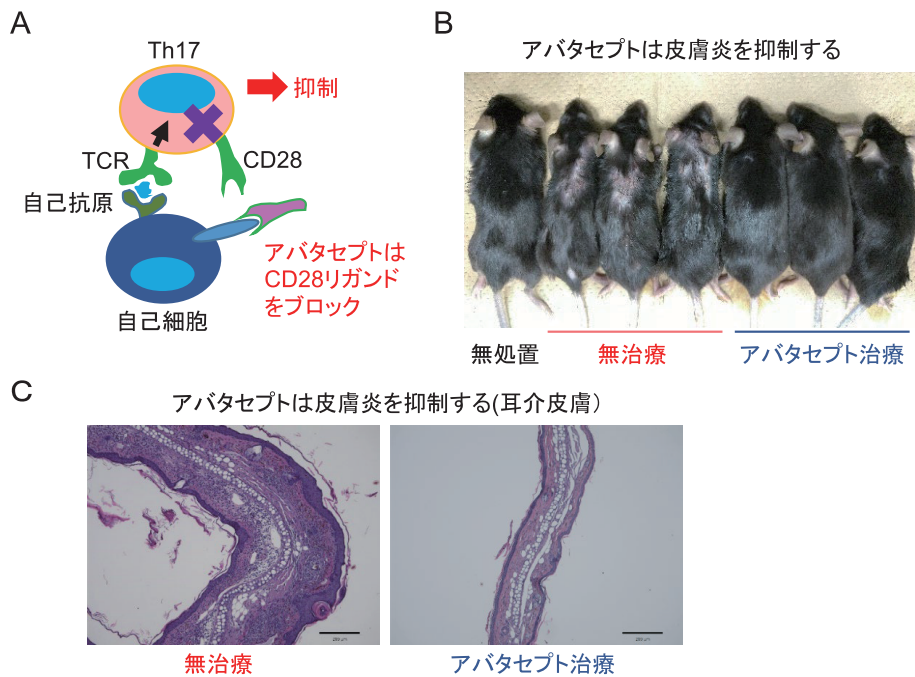 A
Th17
抑制
TCR
CD28
自己抗原
アバタセプトは
CD28リガンド
をブロック
自己細胞
B
アバタセプトは皮膚炎を抑制する
無処置
無治療
アバタセプト治療
C
アバタセプトは皮膚炎を抑制する(耳介皮膚）
無治療
アバタセプト治療